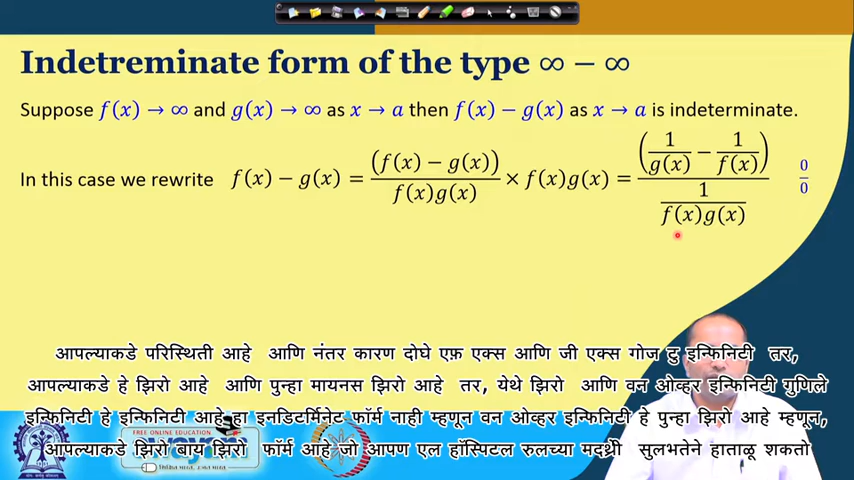 Indetreminate form of the type ∞ − ∞
Suppose f(x) → ∞ and g(x) → ∞ as x → a then f(x) − g(x) as x → a is indeterminate.
In this case we rewrite f(x) − g(x) = (f(x) − g(x)) / f(x)g(x) × f(x)g(x) = (1/g(x) − 1/f(x)) / (1/f(x)g(x)) 0/0
आपल्याकडे परिस्थिती आहे आणि नंतर कारण दोघे एफ़ एक्स आणि जी एक्स गोज टु इन्फिनिटी तर,
आपल्याकडे हे झिरो आहे आणि पुन्हा मायनस झिरो आहे तर, येथे झिरो आणि वन ओव्हर इन्फिनिटी गुणिले
इन्फिनिटी हे इन्फिनिटी आहे हा इनडिटर्मिनेट फॉर्म नाही म्हणून वन ओव्हर इन्फिनिटी हे पुन्हा झिरो आहे म्हणून,
आपल्याकडे झिरो बाय झिरो फॉर्म आहे जो आपण एल हॉस्पिटल रुलच्या मदतीने सुलभतेने हाताळू शकतो
FREE ONLINE EDUCATION
swayam